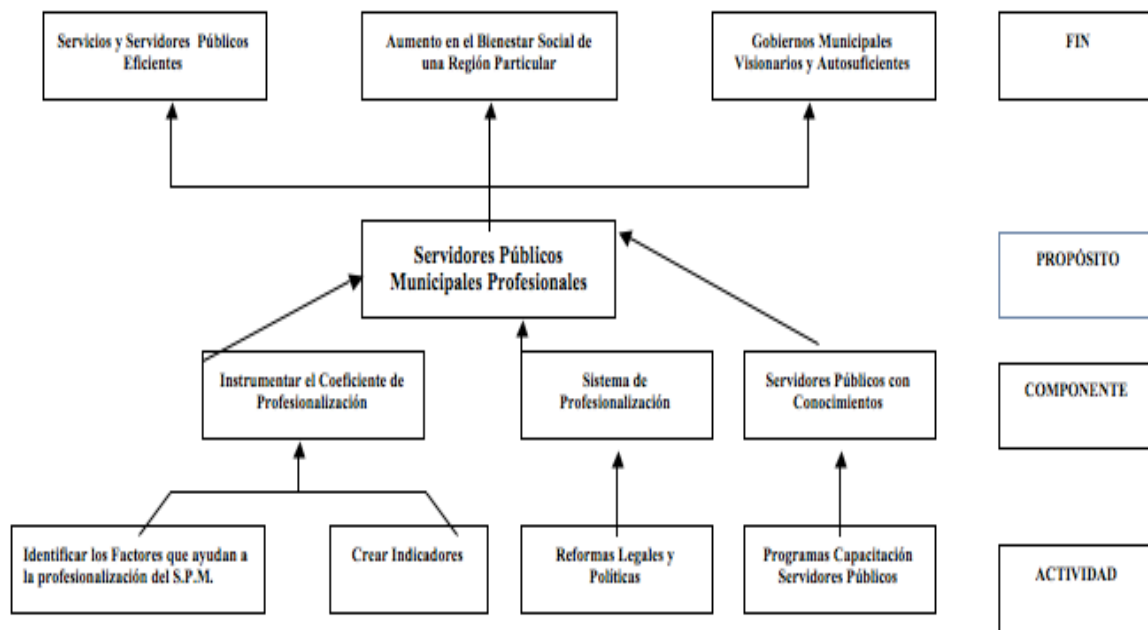 Servicios y Servidores Públicos
Eficientes
Aumento en el Bienestar Social de
una Región Particular
Gobiernos Municipales
Visionarios y Autosuficientes
FIN
Servidores Públicos
Municipales Profesionales
PROPÓSITO
Instrumentar el Coeficiente de
Profesionalización
Sistema de
Profesionalización
Servidores Públicos con
Conocimientos
COMPONENTE
Identificar los Factores que ayudan a
la profesionalización del S.P.M.
Crear Indicadores
Reformas Legales y
Políticas
Programas Capacitación
Servidores Públicos
ACTIVIDAD